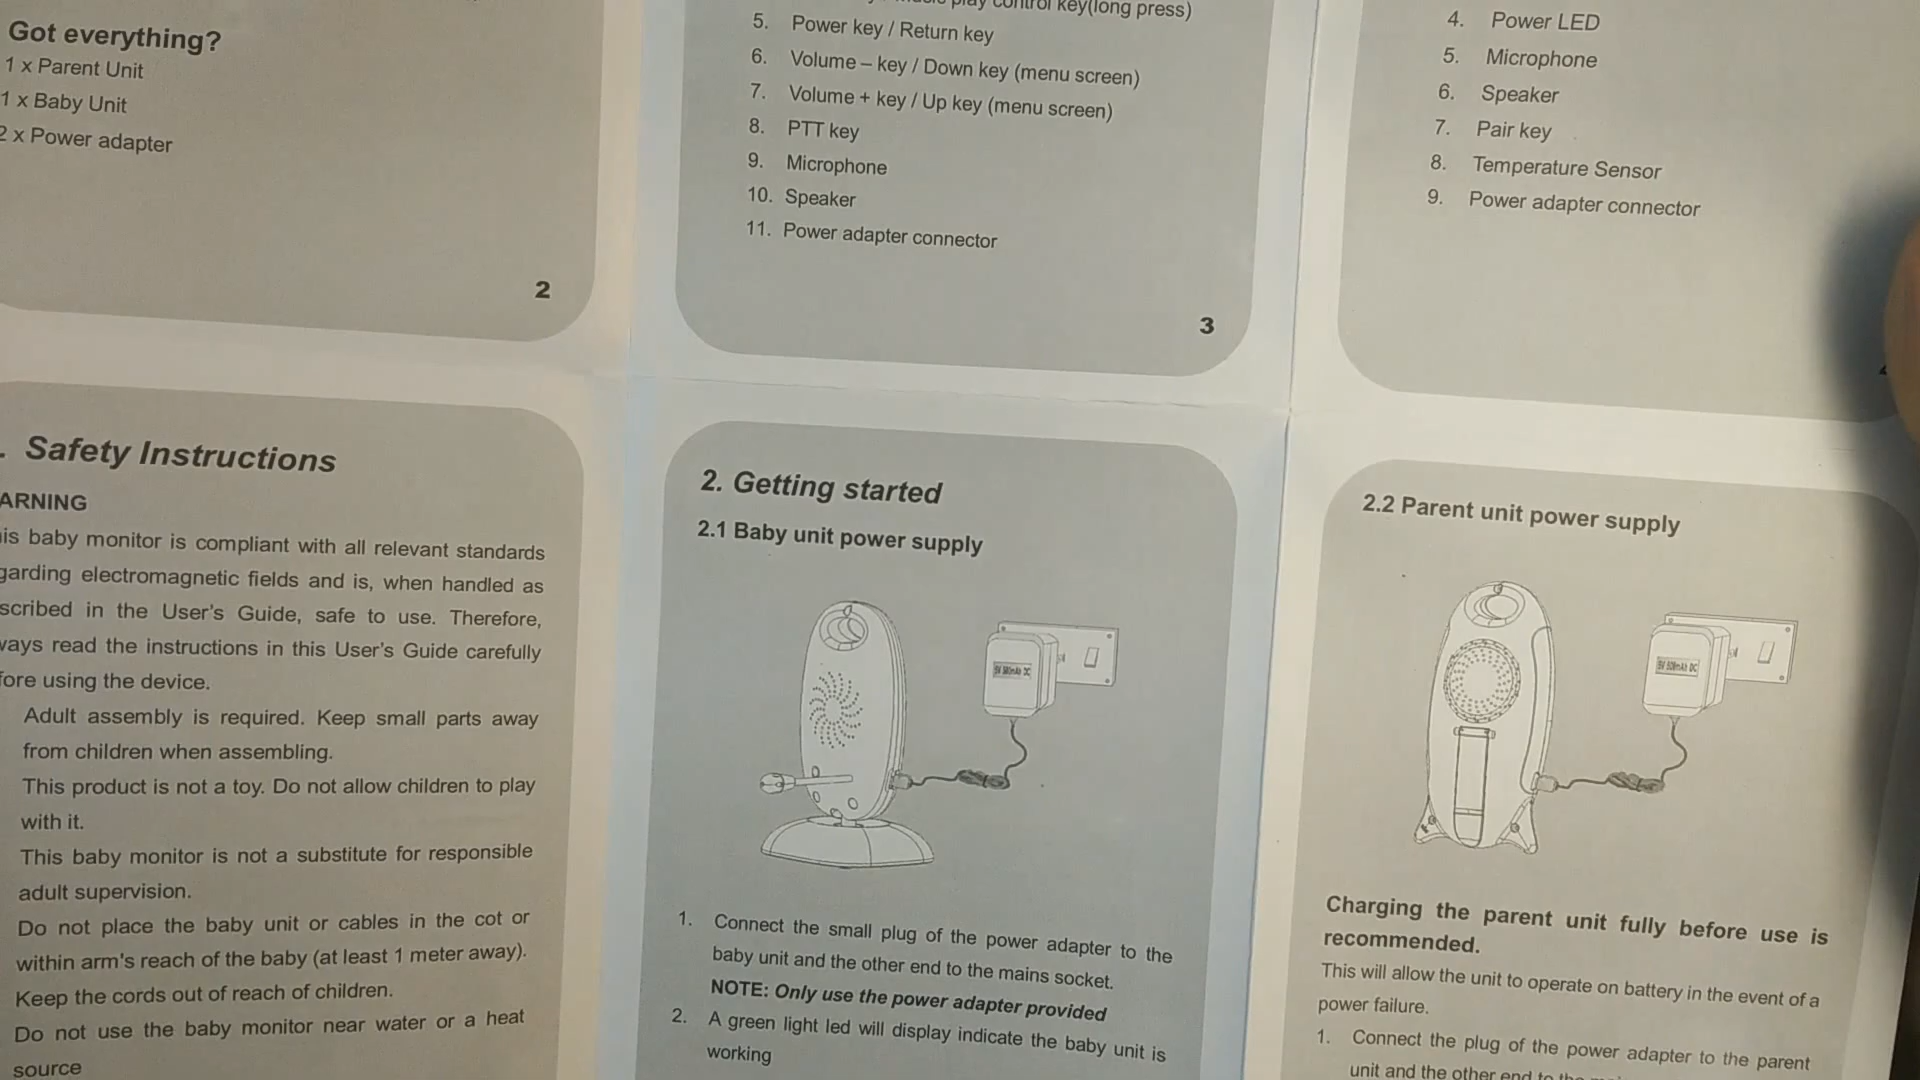 Got everything?
1 x Parent Unit
1 x Baby Unit
2 x Power adapter
2
play control key(long press)
5. Power key / Return key
6. Volume – key / Down key (menu screen)
7. Volume + key / Up key (menu screen)
8. PTT key
9. Microphone
10. Speaker
11. Power adapter connector
3
4. Power LED
5. Microphone
6. Speaker
7. Pair key
8. Temperature Sensor
9. Power adapter connector
. Safety Instructions
ARNING
is baby monitor is compliant with all relevant standards
garding electromagnetic fields and is, when handled as
scribed in the User's Guide, safe to use. Therefore,
ways read the instructions in this User's Guide carefully
fore using the device.
Adult assembly is required. Keep small parts away
from children when assembling.
This product is not a toy. Do not allow children to play
with it.
This baby monitor is not a substitute for responsible
adult supervision.
Do not place the baby unit or cables in the cot or
within arm's reach of the baby (at least 1 meter away).
Keep the cords out of reach of children.
Do not use the baby monitor near water or a heat
source
2. Getting started
2.1 Baby unit power supply
1. Connect the small plug of the power adapter to the
baby unit and the other end to the mains socket.
NOTE: Only use the power adapter provided
2. A green light led will display indicate the baby unit is
working
2.2 Parent unit power supply
Charging the parent unit fully before use is
recommended.
This will allow the unit to operate on battery in the event of a
power failure.
1. Connect the plug of the power adapter to the parent
unit and the other end to